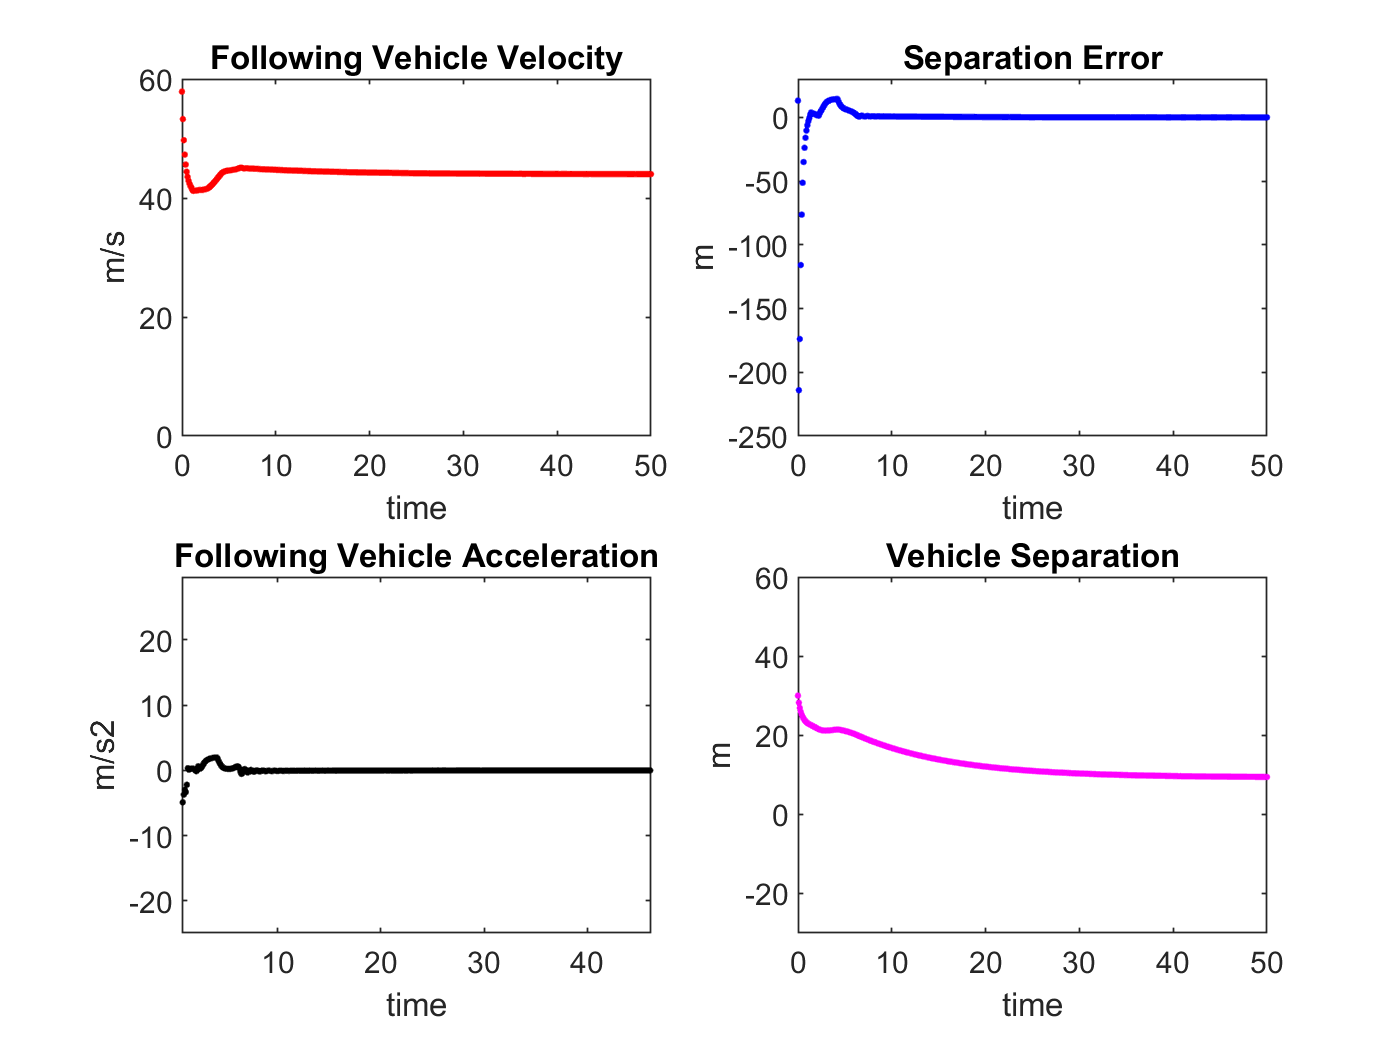 Following Vehicle Velocity
60
40
20
0
m/s
0 10 20 30 40 50
time
Separation Error
0
-50
-100
-150
-200
-250
m
0 10 20 30 40 50
time
Following Vehicle Acceleration
20
10
0
-10
-20
m/s2
10 20 30 40
time
Vehicle Separation
60
40
20
0
-20
m
0 10 20 30 40 50
time